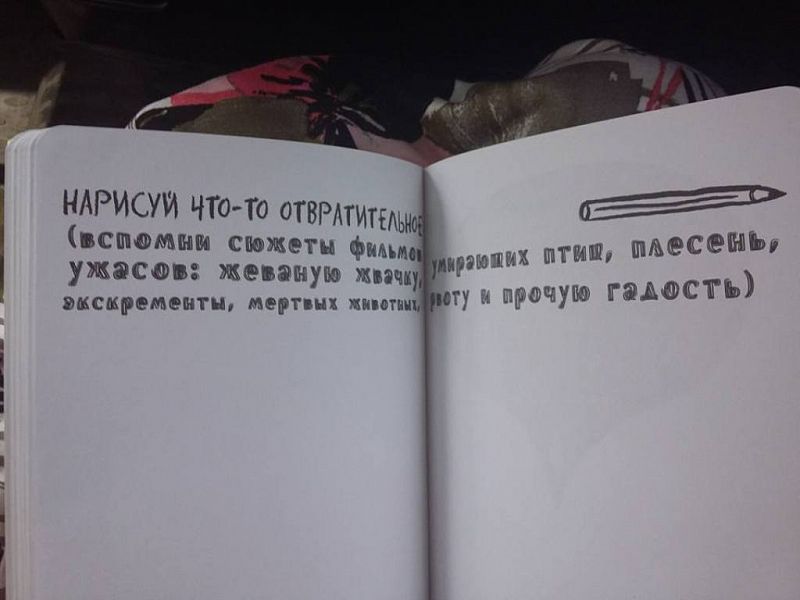 НАРИСУЙ ЧТО-ТО ОТВРАТИТЕЛЬНОЕ
(вспомни сюжеты фильмов умирающих птиц, плесень,
ужасов: жеваную жвачку, рвоту и прочую гадость)
экскременты, мертвых животных,